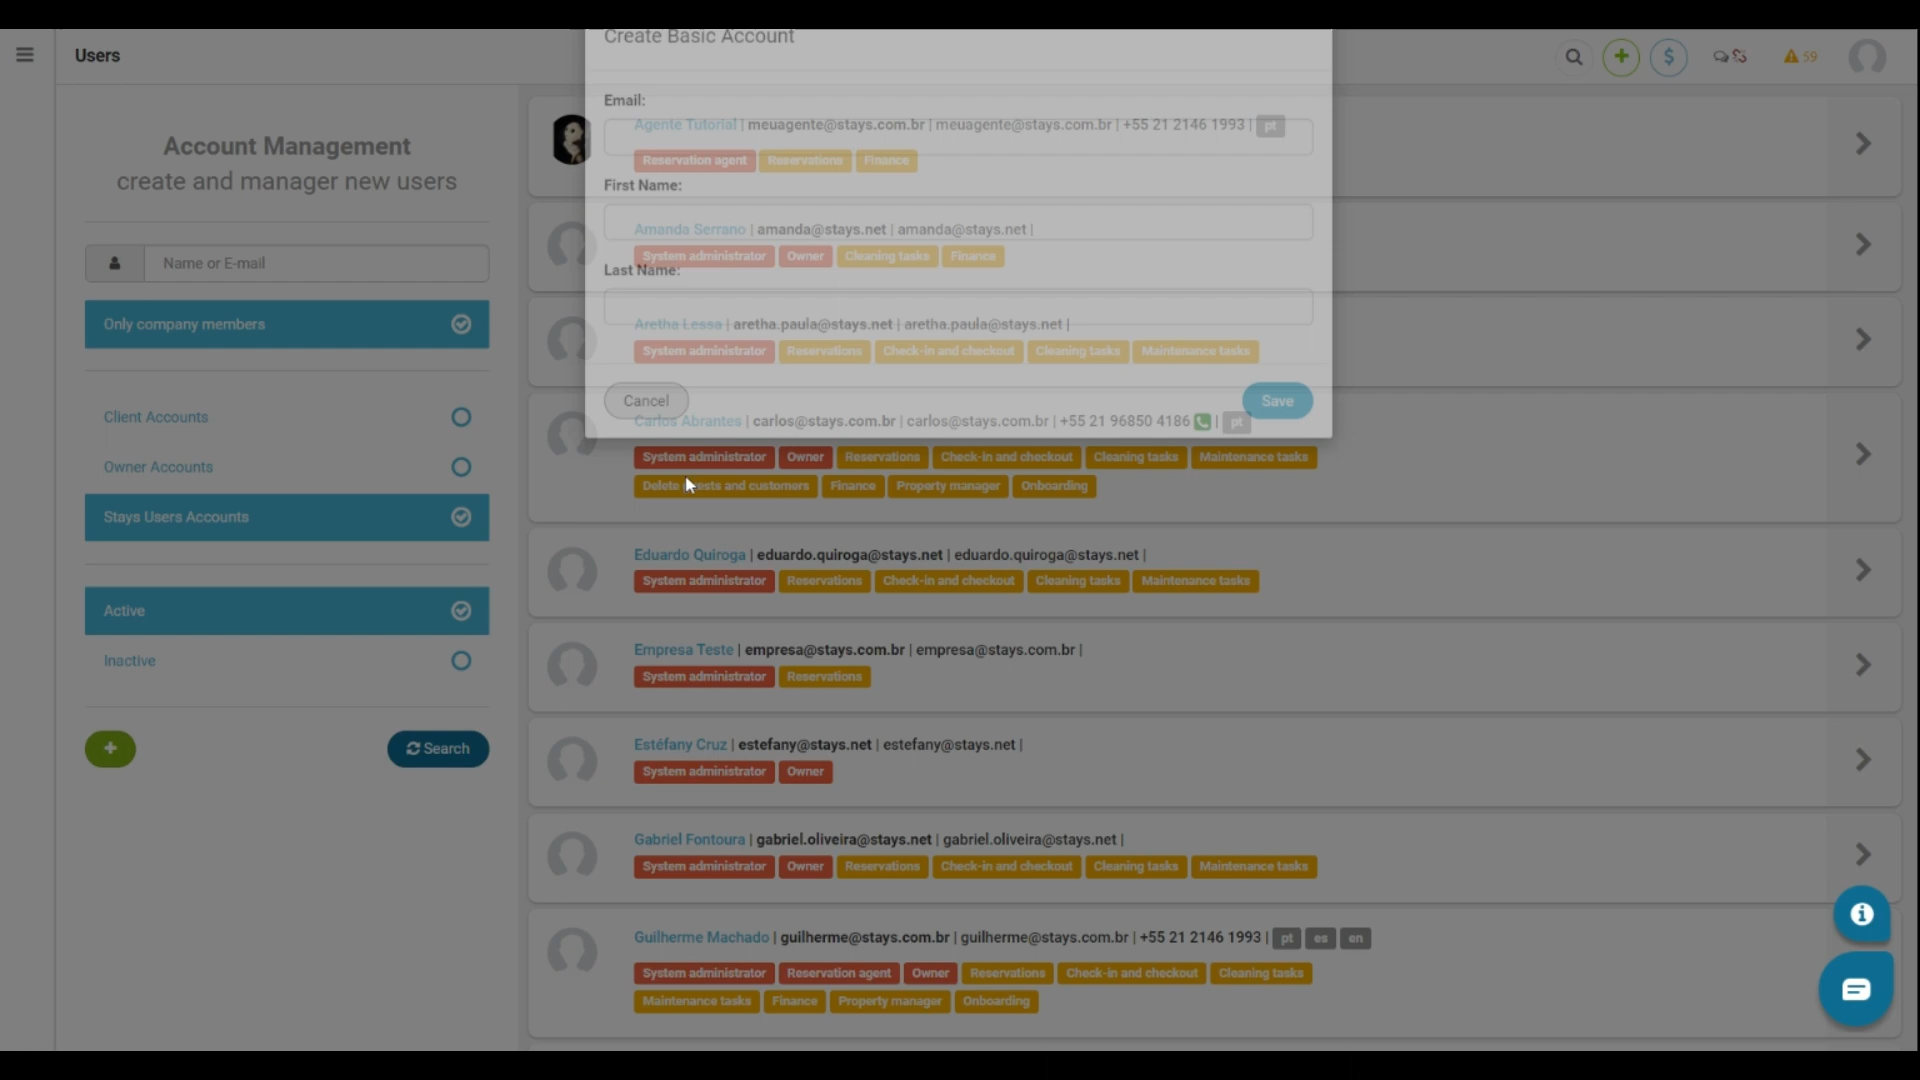 Users
59
Account Management
create and manager new users
Name or E-mail
Only company members
Client Accounts
Owner Accounts
Stays Users Accounts
Active
Inactive
+
Search
Create Basic Account
Email:
First Name:
Last Name:
Cancel
Save
Agente Tutorial | meuagente@stays.com.br | meuagente@stays.com.br | +55 21 2146 1993 | pt
Reservation agent Reservations Finance
Amanda Serrano | amanda@stays.net | amanda@stays.net |
System administrator Owner Cleaning tasks Finance
Aretha Lessa | aretha.paula@stays.net | aretha.paula@stays.net |
System administrator Reservations Check-in and checkout Cleaning tasks Maintenance tasks
Carlos Abrantes | carlos@stays.com.br | carlos@stays.com.br | +55 21 96850 4186 | pt
System administrator Owner Reservations Check-in and checkout Cleaning tasks Maintenance tasks
Delete guests and customers Finance Property manager Onboarding
Eduardo Quiroga | eduardo.quiroga@stays.net | eduardo.quiroga@stays.net |
System administrator Reservations Check-in and checkout Cleaning tasks Maintenance tasks
Empresa Teste | empresa@stays.com.br | empresa@stays.com.br |
System administrator Reservations
Estéfany Cruz | estefany@stays.net | estefany@stays.net |
System administrator Owner
Gabriel Fontoura | gabriel.oliveira@stays.net | gabriel.oliveira@stays.net |
System administrator Owner Reservations Check-in and checkout Cleaning tasks Maintenance tasks
Guilherme Machado | guilherme@stays.com.br | guilherme@stays.com.br | +55 21 2146 1993 | pt es en
System administrator Reservation agent Owner Reservations Check-in and checkout Cleaning tasks
Maintenance tasks Finance Property manager Onboarding